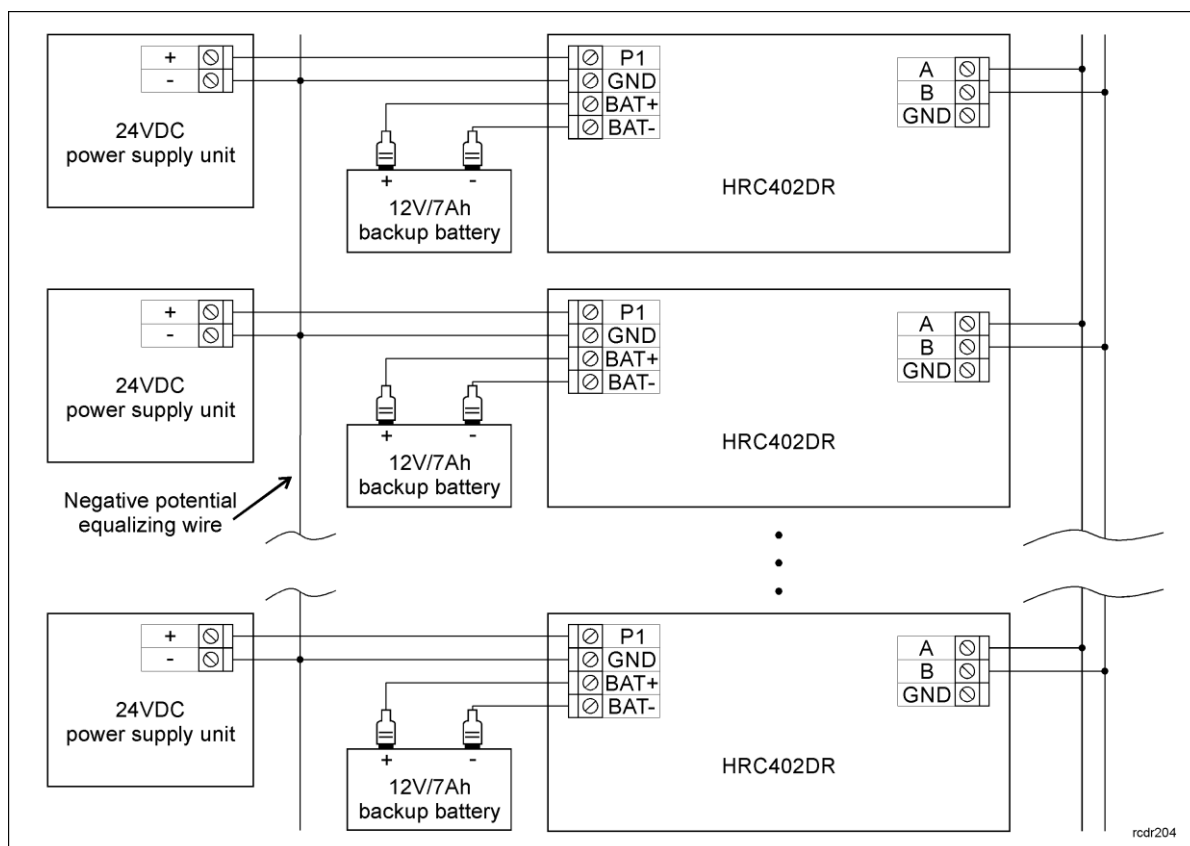 +
-
24VDC
power supply unit
P1
GND
BAT+
BAT-
+ -
12V/7Ah
backup battery
HRC402DR
A
B
GND
+
-
24VDC
power supply unit
P1
GND
BAT+
BAT-
+ -
12V/7Ah
backup battery
HRC402DR
A
B
GND
Negative potential
equalizing wire
+
-
24VDC
power supply unit
P1
GND
BAT+
BAT-
+ -
12V/7Ah
backup battery
HRC402DR
A
B
GND
rcdr204